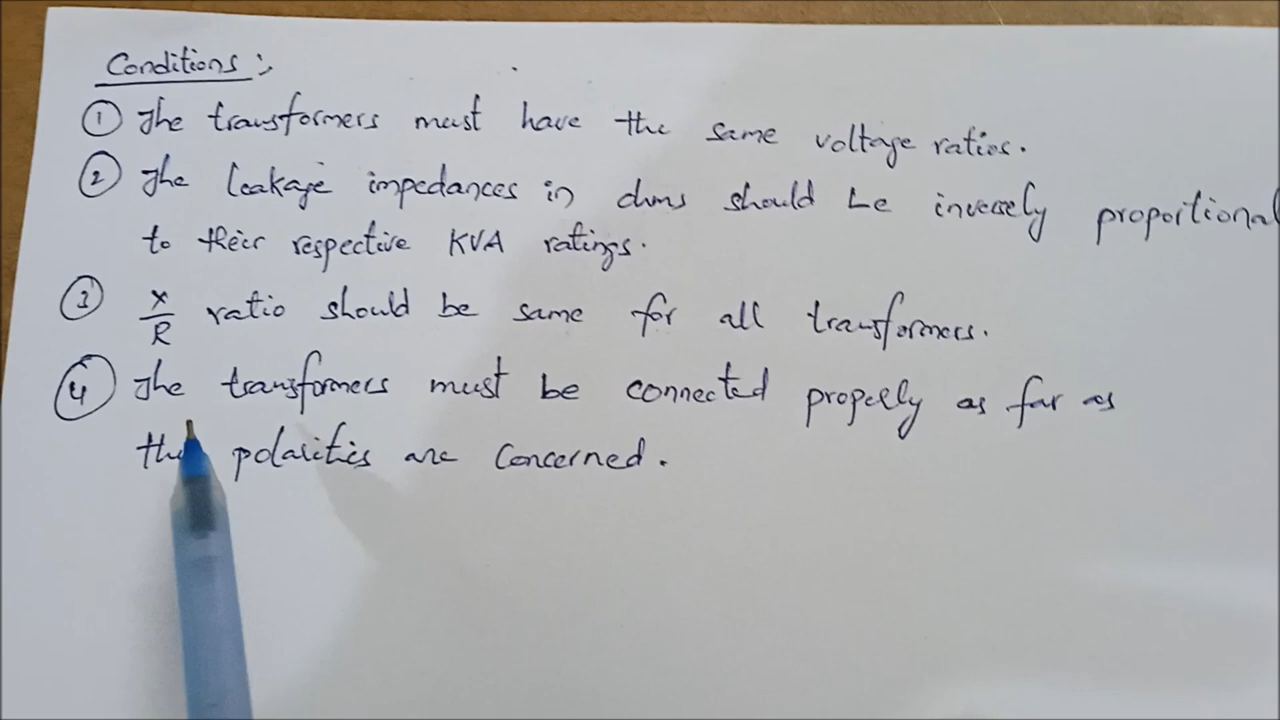 Conditions :
① The transformers must have the same voltage ratios.
② The leakage impedances in ohms should be inversely proportional
to their respective KVA ratings.
③ X/R ratio should be same for all transformers.
④ The transformers must be connected properly as far as
the polarities are concerned.